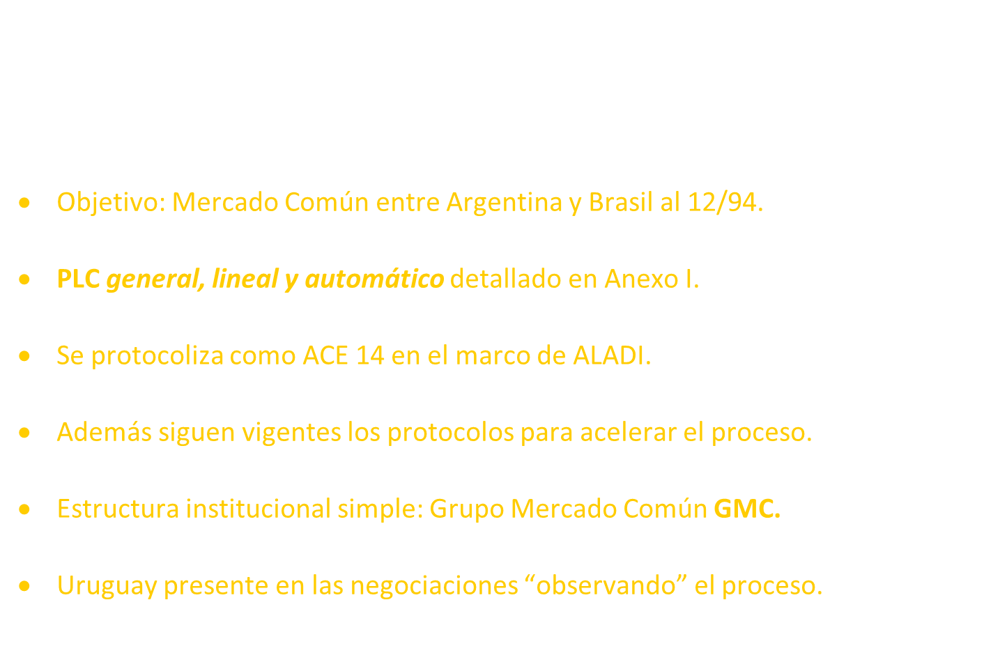 • Objetivo: Mercado Común entre Argentina y Brasil al 12/94.
• PLC general, lineal y automático detallado en Anexo I.
• Se protocoliza como ACE 14 en el marco de ALADI.
• Además siguen vigentes los protocolos para acelerar el proceso.
• Estructura institucional simple: Grupo Mercado Común GMC.
• Uruguay presente en las negociaciones “observando” el proceso.